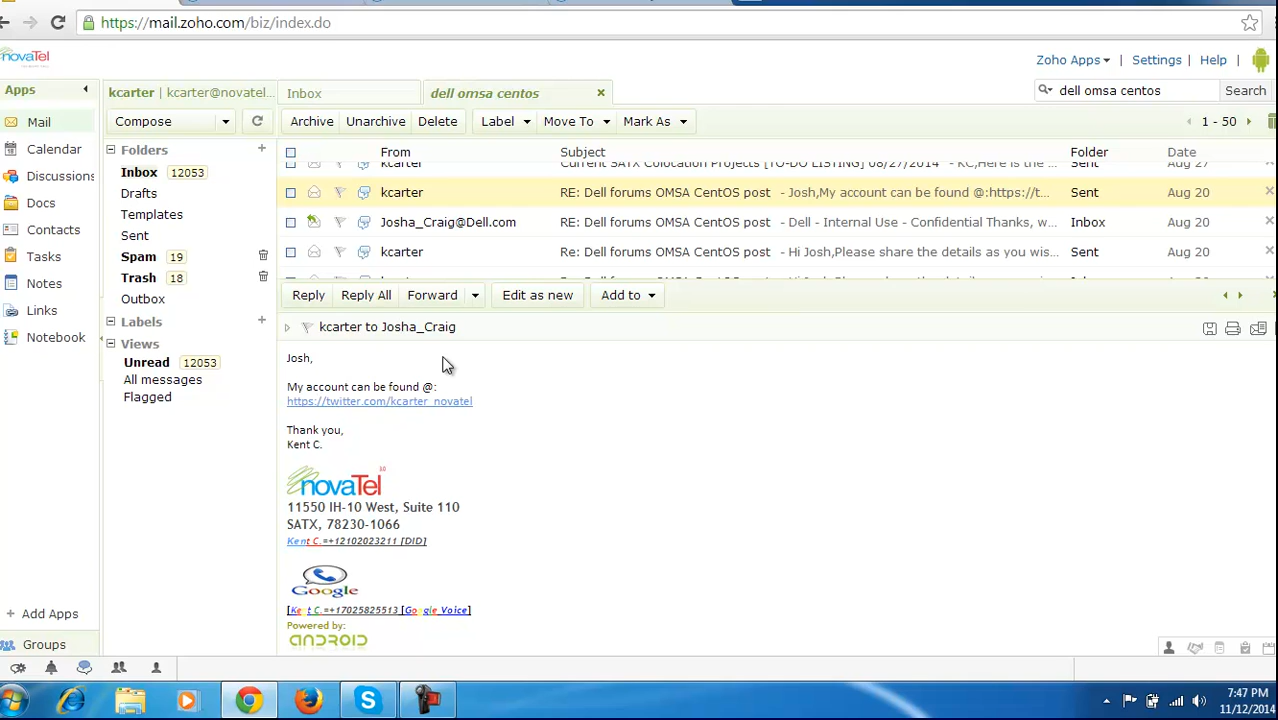 https://mail.zoho.com/biz/index.do
novaTel
Zoho Apps | Settings | Help
Apps
kcarter | kcarter@novatel...
Inbox
dell omsa centos
dell omsa centos
Search
Mail
Calendar
Discussions
Docs
Contacts
Tasks
Notes
Links
Notebook
Add Apps
Groups
Compose
Folders
Inbox 12053
Drafts
Templates
Sent
Spam 19
Trash 18
Outbox
Labels
Views
Unread 12053
All messages
Flagged
Archive Unarchive Delete Label Move To Mark As 1 - 50
From Subject Folder Date
kcarter Current SATX Colocation Projects [TO-DO LISTING] 08/27/2014 - KC,Here is the ... Sent Aug 27
kcarter RE: Dell forums OMSA CentOS post - Josh,My account can be found @:https://t... Sent Aug 20
Josha_Craig@Dell.com RE: Dell forums OMSA CentOS post - Dell - Internal Use - Confidential Thanks, w... Inbox Aug 20
kcarter Re: Dell forums OMSA CentOS post - Hi Josh,Please share the details as you wis... Sent Aug 20
Reply Reply All Forward Edit as new Add to
kcarter to Josha_Craig
Josh,
My account can be found @:
https://twitter.com/kcarter_novatel
Thank you,
Kent C.
novaTel
11550 IH-10 West, Suite 110
SATX, 78230-1066
Kent C.=+12102023211 [DID]
Google
[Kent C.=+17025825513 [Google Voice]
Powered by:
ANDROID
7:47 PM
11/12/2014